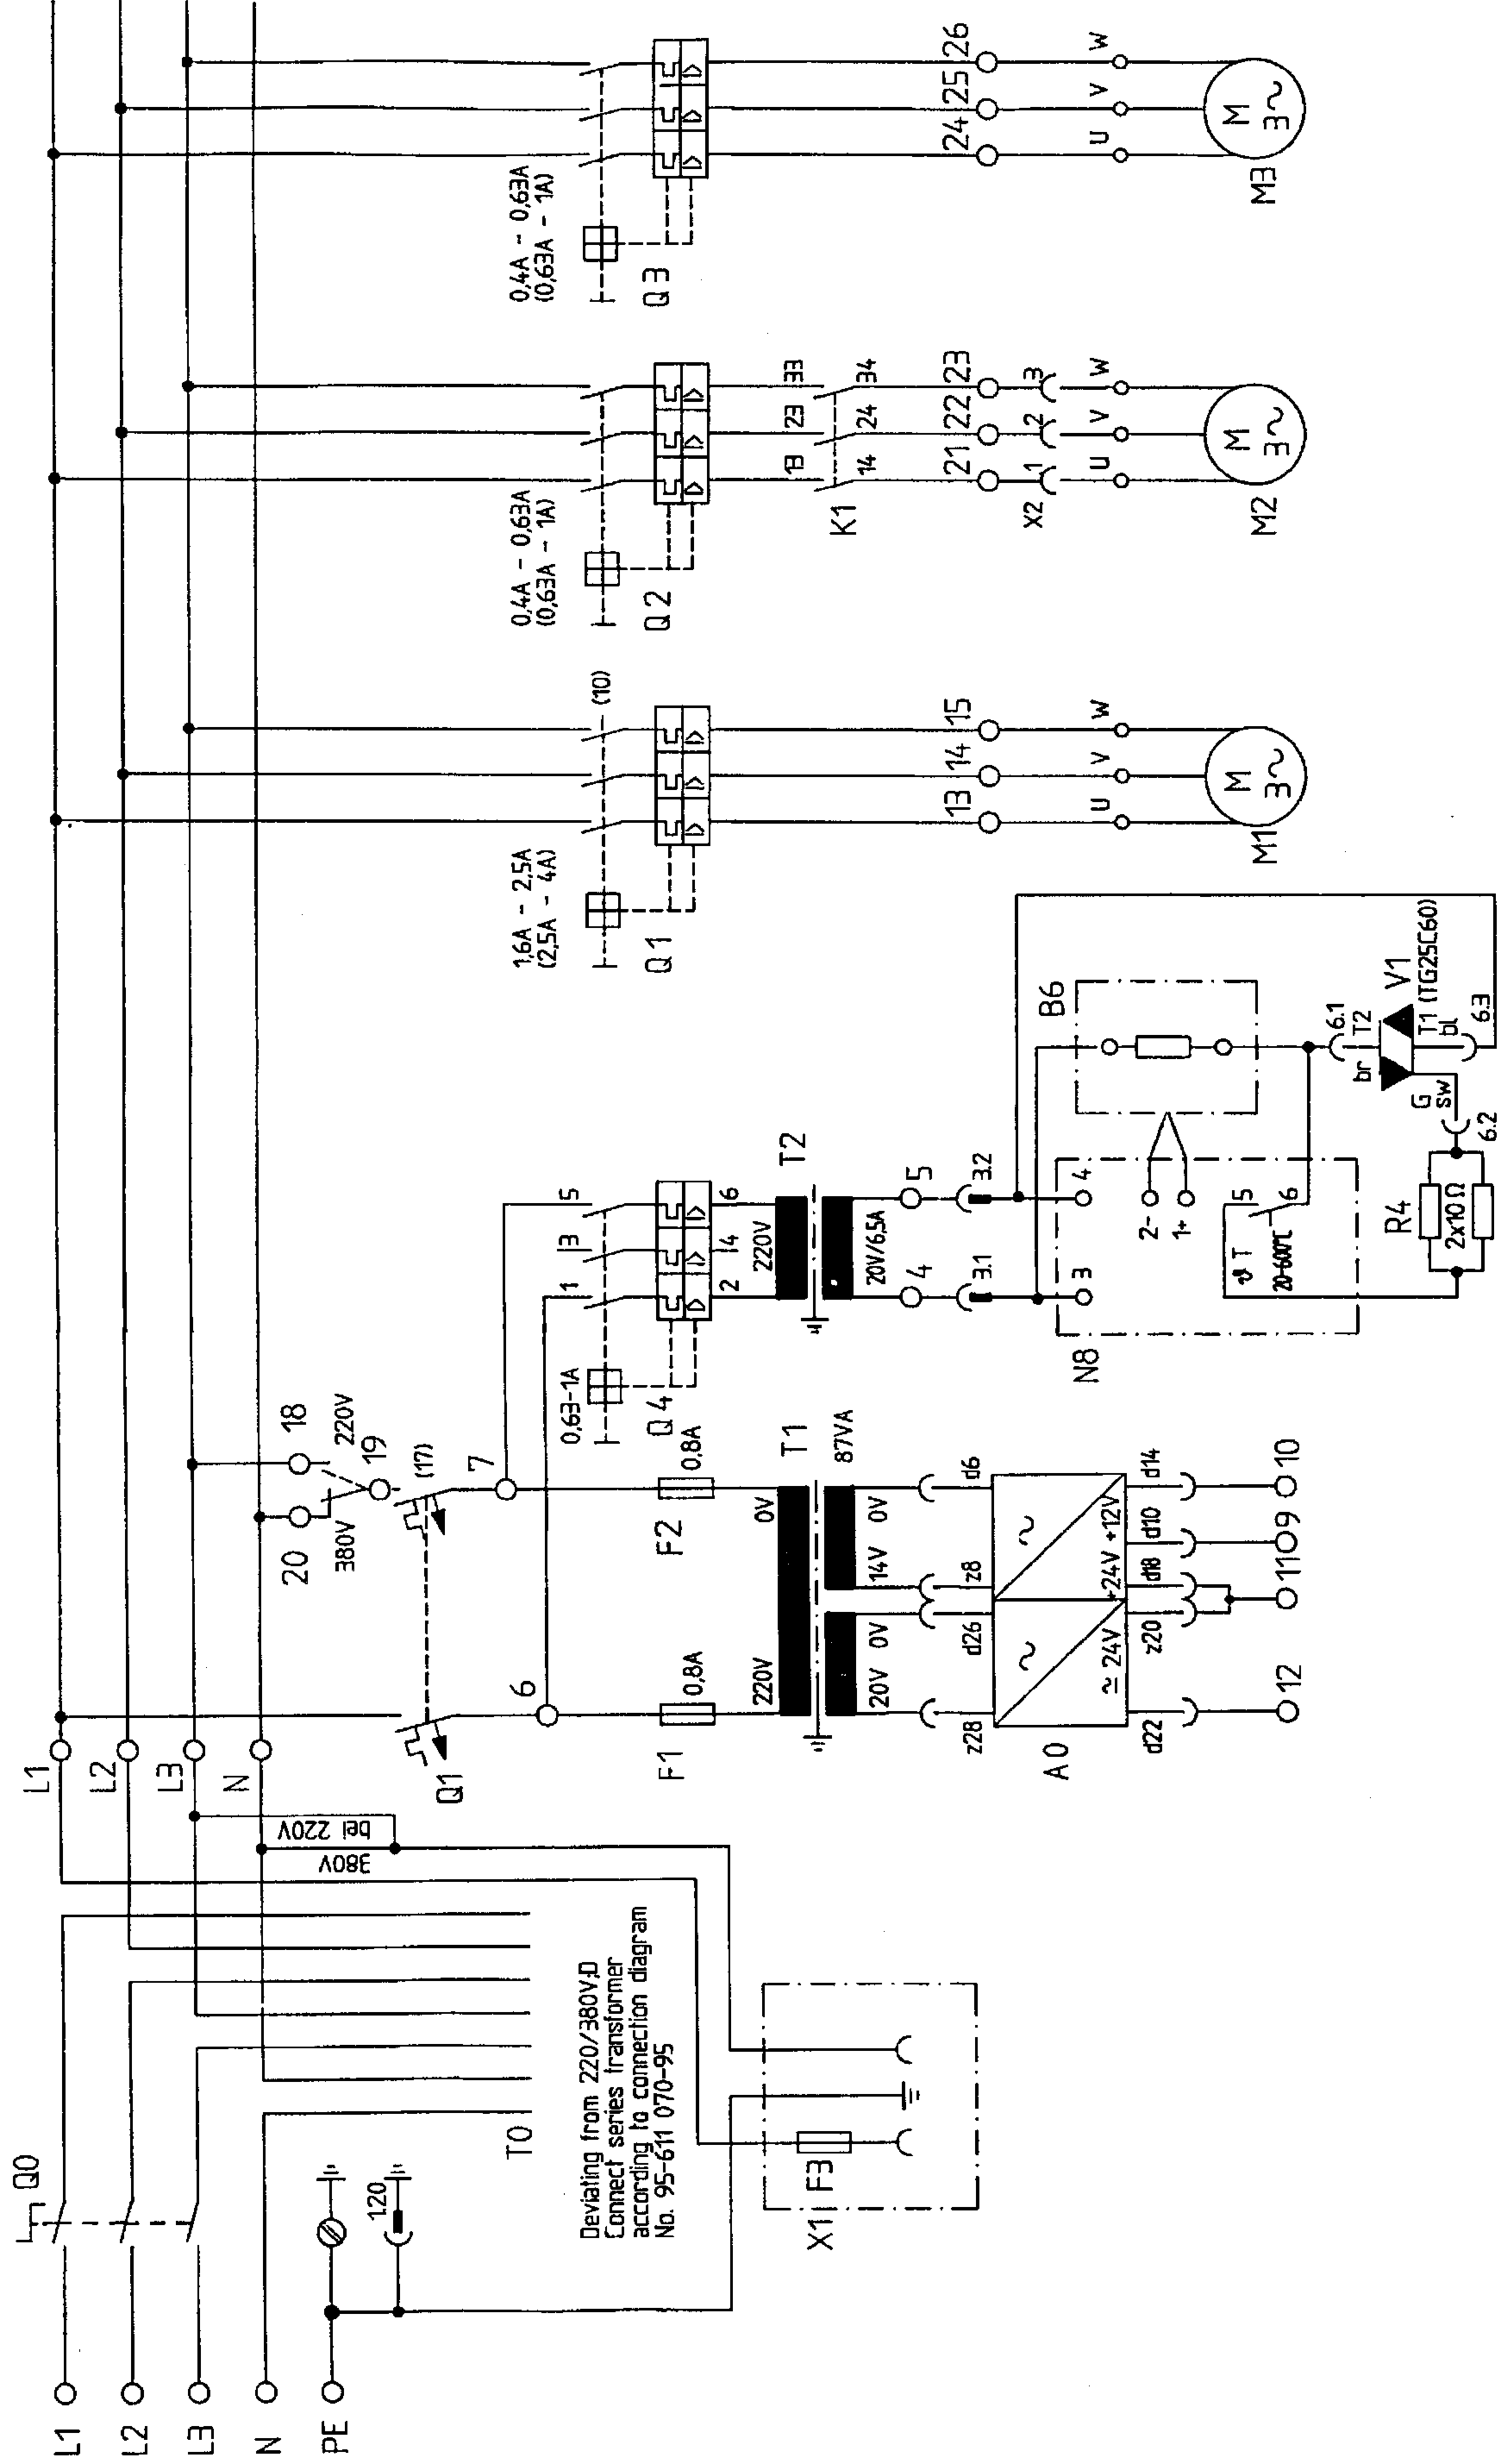 L1
L2
L3
N
PE
Q0
120
T0
Deviating from 220/380V;D
Connect series transformer
according to connection diagram
No. 95-611 070-95
X1
F3
380V
bei 220V
L1
L2
L3
N
Q1
6
F1
0,8A
220V
20V
0V
z28
d26
A0
≃ 24V
d22
z20
12
11
20
380V
18
220V
19
(17)
7
F2
0,8A
0V
T1
87VA
14V
0V
z8
d6
+24V
+12V
d18
d10
d14
9
10
0,63-1A
Q4
1
3
5
2
4
6
220V
T2
20V/6,5A
4
5
3.1
3.2
N8
3
4
2-
1+
ϑ T
20-600°C
5
6
B6
R4
2x10Ω
6.1
br
T2
V1
(TG25C60)
T1
bl
G
sw
6.2
6.3
1,6A - 2,5A
(2,5A - 4A)
(10)
Q1
13
14
15
U
V
W
M
3~
M1
0,4A - 0,63A
(0,63A - 1A)
Q2
13
23
33
K1
14
24
34
21
22
23
X2
1
2
3
U
V
W
M
3~
M2
0,4A - 0,63A
(0,63A - 1A)
Q3
24
25
26
U
V
W
M
3~
M3